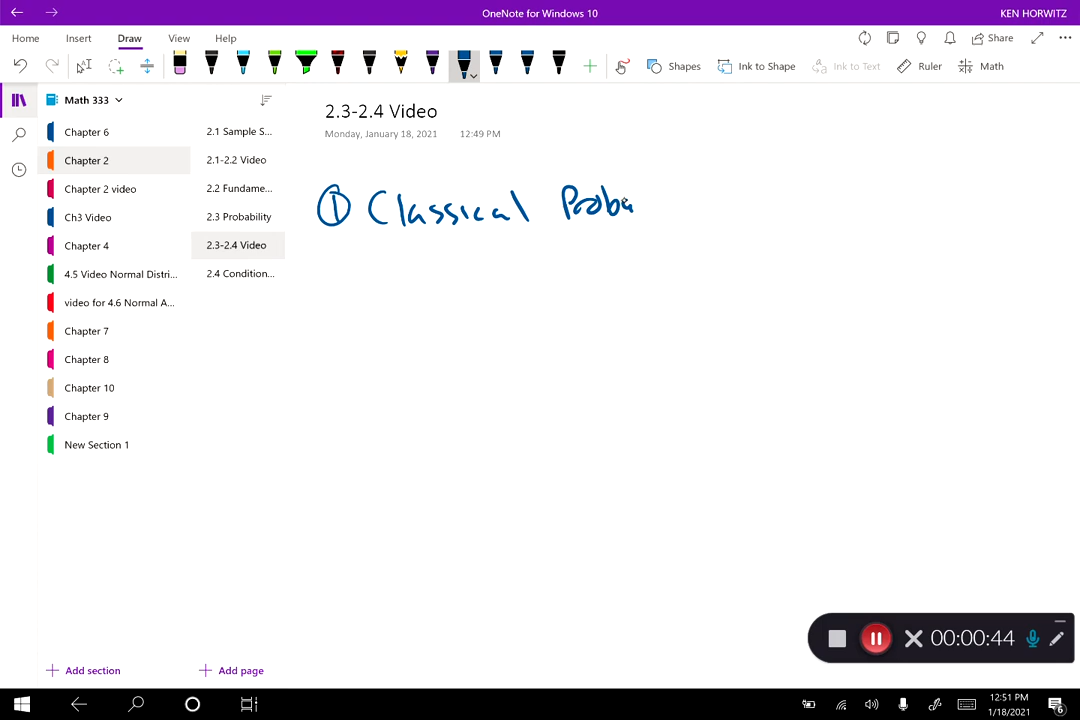 OneNote for Windows 10
KEN HORWITZ
Home Insert Draw View Help
Share
Shapes Ink to Shape Ink to Text Ruler Math
Math 333
Chapter 6
Chapter 2
Chapter 2 video
Ch3 Video
Chapter 4
4.5 Video Normal Distri...
video for 4.6 Normal A...
Chapter 7
Chapter 8
Chapter 10
Chapter 9
New Section 1
2.1 Sample S...
2.1-2.2 Video
2.2 Fundame...
2.3 Probability
2.3-2.4 Video
2.4 Condition...
2.3-2.4 Video
Monday, January 18, 2021 12:49 PM
① Classical Proba
00:00:44
Add section
Add page
12:51 PM
1/18/2021
6